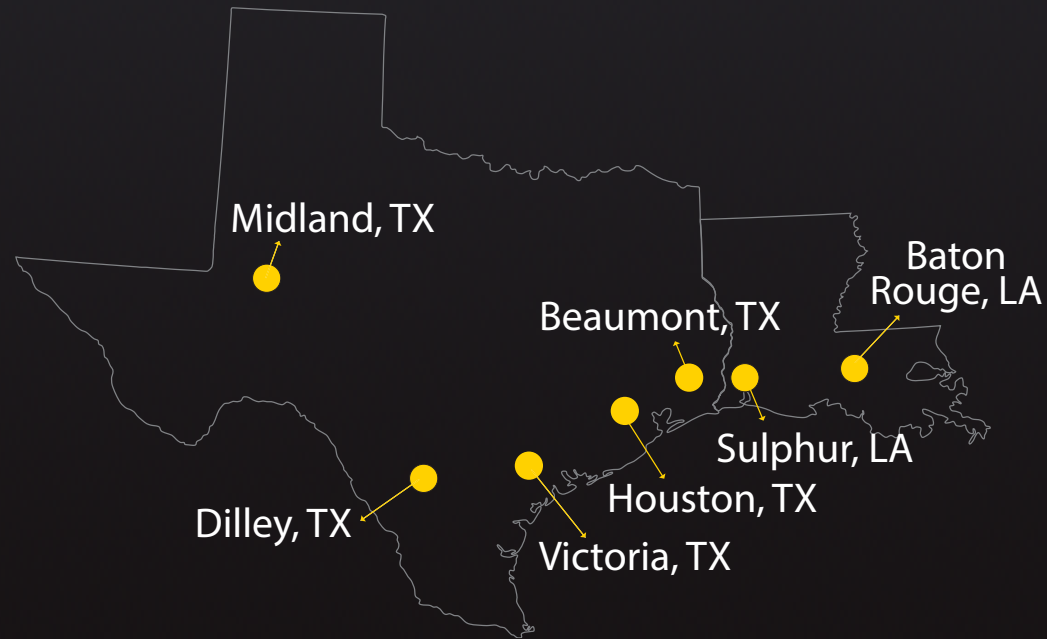 Midland, TX
Baton
Rouge, LA
Beaumont, TX
Sulphur, LA
Houston, TX
Dilley, TX
Victoria, TX